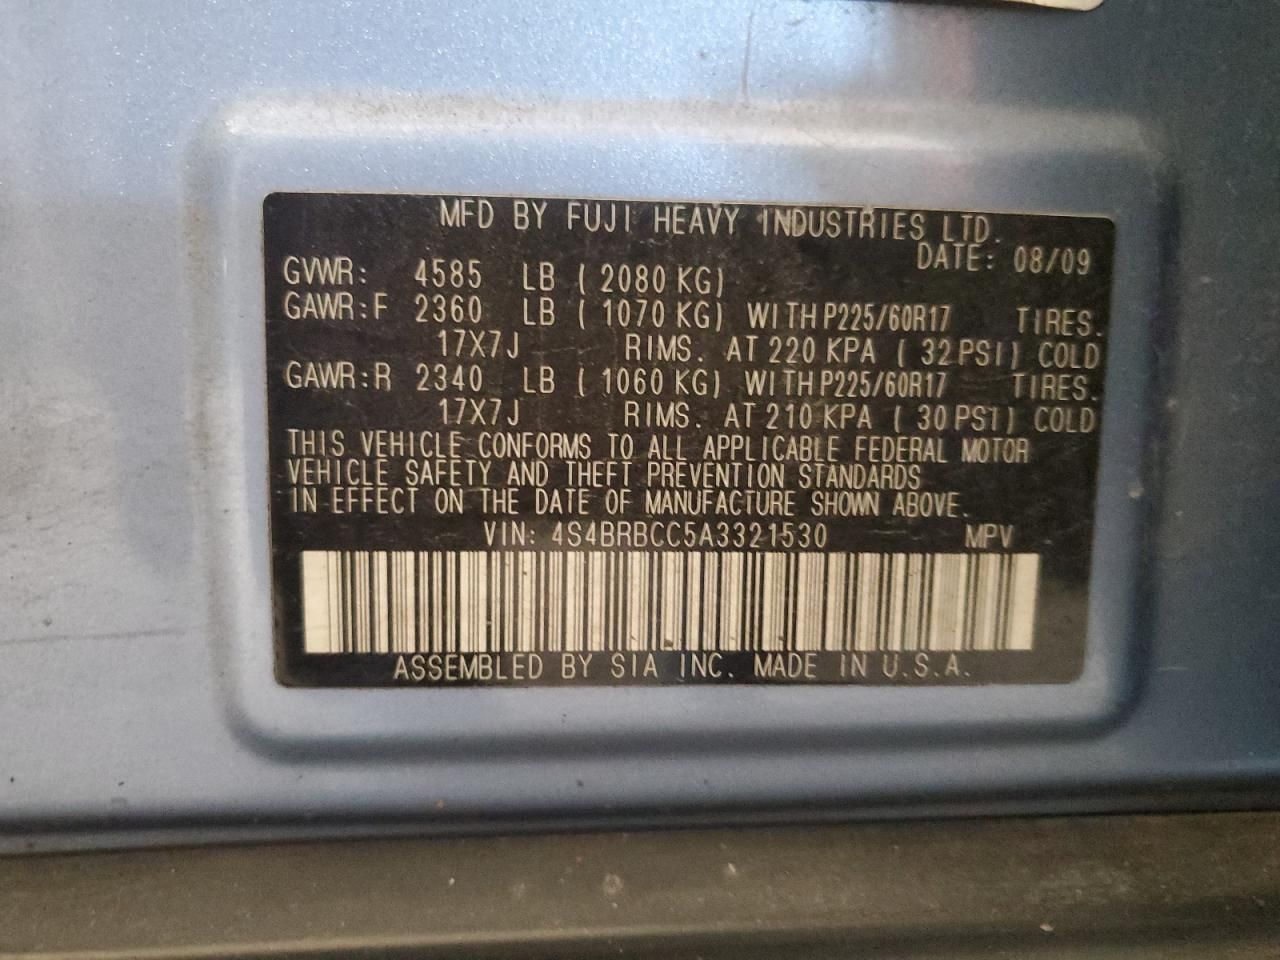 MFD BY FUJI HEAVY INDUSTRIES LTD.
DATE: 08/09
GVWR: 4585 LB ( 2080 KG)
GAWR:F 2360 LB ( 1070 KG) WITH P225/60R17 TIRES.
17X7J RIMS. AT 220 KPA ( 32 PSI) COLD
GAWR:R 2340 LB ( 1060 KG) WITH P225/60R17 TIRES.
17X7J RIMS. AT 210 KPA ( 30 PSI) COLD
THIS VEHICLE CONFORMS TO ALL APPLICABLE FEDERAL MOTOR
VEHICLE SAFETY AND THEFT PREVENTION STANDARDS
IN EFFECT ON THE DATE OF MANUFACTURE SHOWN ABOVE.
VIN: 4S4BRBCC5A3321530 MPV
ASSEMBLED BY SIA INC. MADE IN U.S.A.